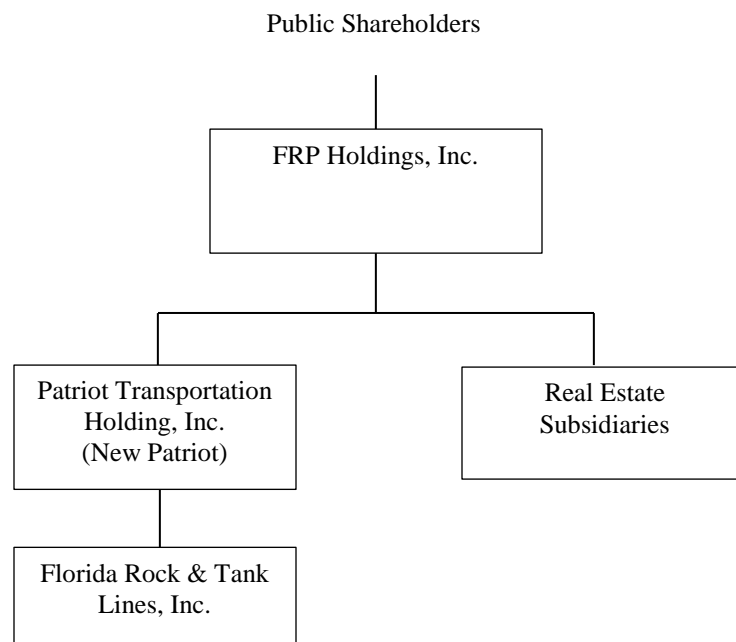 Public Shareholders
FRP Holdings, Inc.
Patriot Transportation
Holding, Inc.
(New Patriot)
Real Estate
Subsidiaries
Florida Rock & Tank
Lines, Inc.